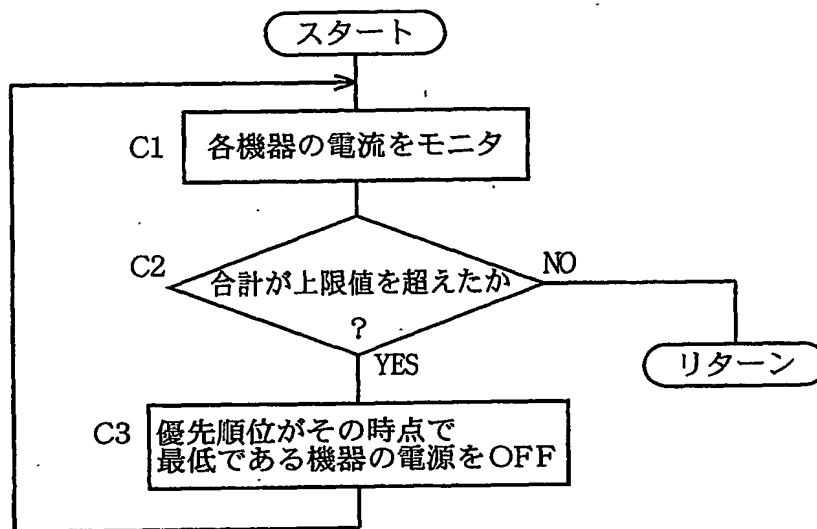 スタート
C1
各機器の電流をモニタ
C2
合計が上限値を超えたか
?
NO
YES
リターン
C3
優先順位がその時点で
最低である機器の電源をOFF